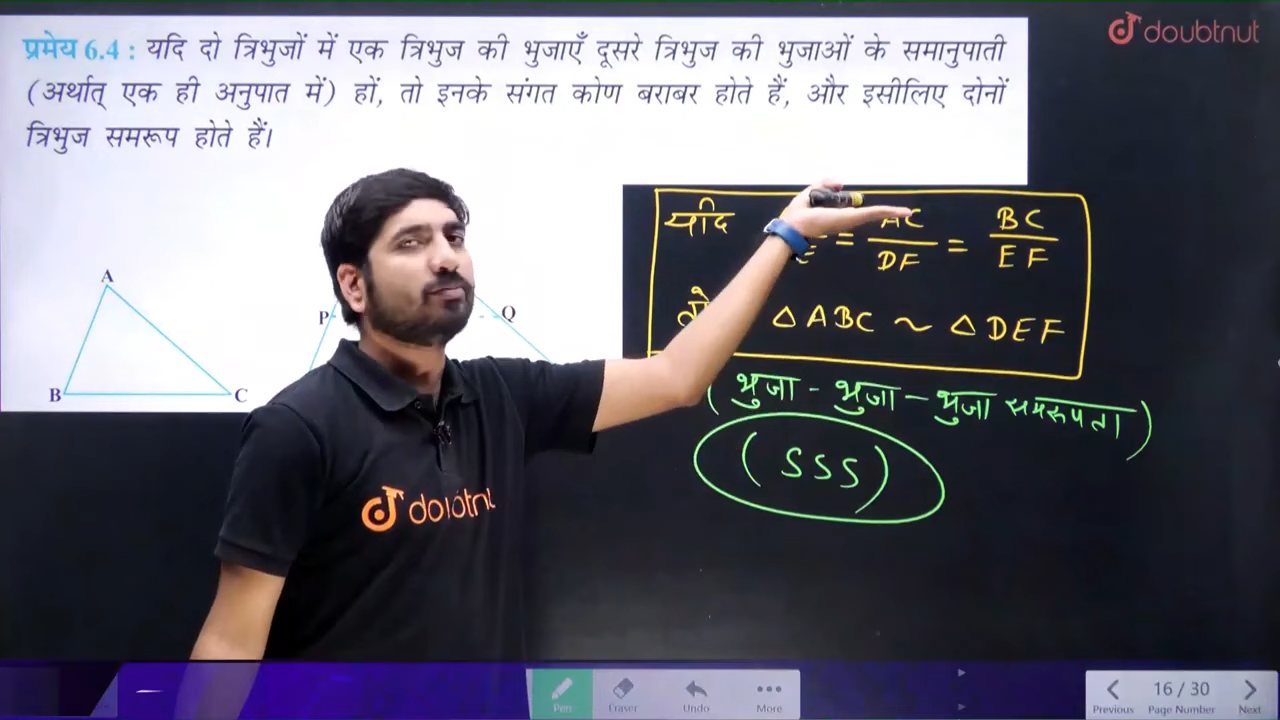 doubtnut
प्रमेय 6.4 : यदि दो त्रिभुजों में एक त्रिभुज की भुजाएँ दूसरे त्रिभुज की भुजाओं के समानुपाती
(अर्थात् एक ही अनुपात में) हों, तो इनके संगत कोण बराबर होते हैं, और इसीलिए दोनों
त्रिभुज समरूप होते हैं।
A
B
C
P
Q
यदि = AC/DF = BC/EF
तो △ABC ~ △DEF
(भुजा - भुजा - भुजा समरूपता)
(SSS)
doubtnu
Pen
Eraser
Undo
More
16 / 30
Previous
Page Number
Next